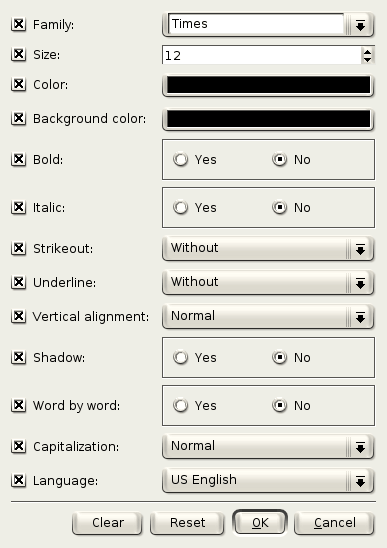 Family: Times
Size: 12
Color:
Background color:
Bold: Yes No
Italic: Yes No
Strikeout: Without
Underline: Without
Vertical alignment: Normal
Shadow: Yes No
Word by word: Yes No
Capitalization: Normal
Language: US English
Clear Reset OK Cancel